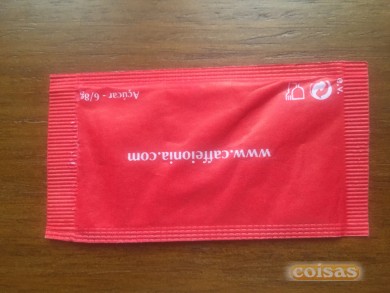 e.v.
www.caffeionia.com
Açúcar - 6/8g
coisas